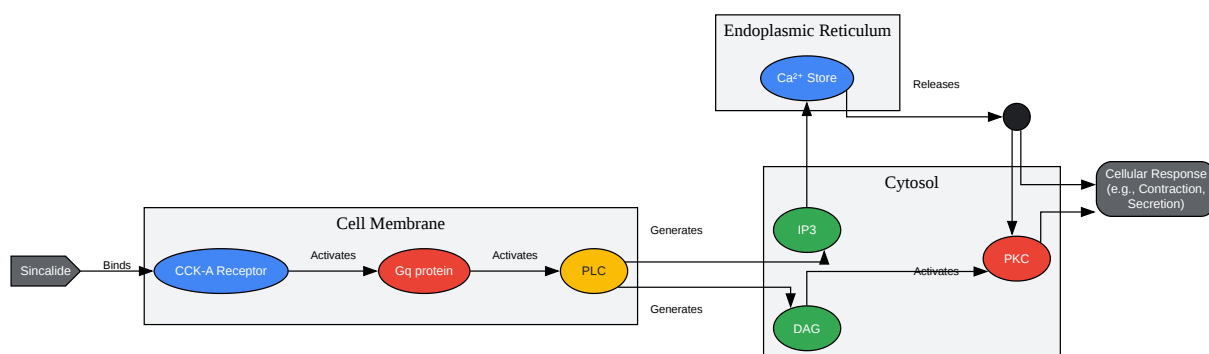 Endoplasmic Reticulum
Ca²⁺ Store
Releases
Cytosol
Cellular Response
(e.g., Contraction,
Secretion)
Cell Membrane
IP3
Generates
Sincalide
Binds
CCK-A Receptor
Activates
Gq protein
Activates
PLC
PKC
Activates
Generates
DAG